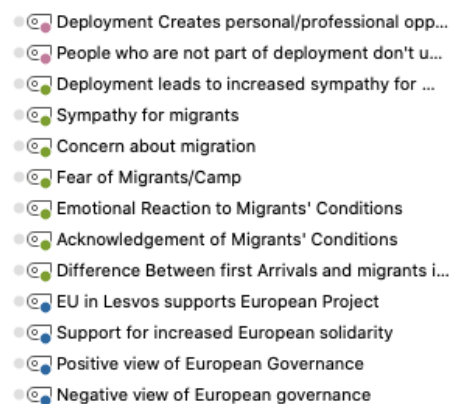 Deployment Creates personal/professional opp...
People who are not part of deployment don't u...
Deployment leads to increased sympathy for ...
Sympathy for migrants
Concern about migration
Fear of Migrants/Camp
Emotional Reaction to Migrants' Conditions
Acknowledgement of Migrants' Conditions
Difference Between first Arrivals and migrants i...
EU in Lesvos supports European Project
Support for increased European solidarity
Positive view of European Governance
Negative view of European governance